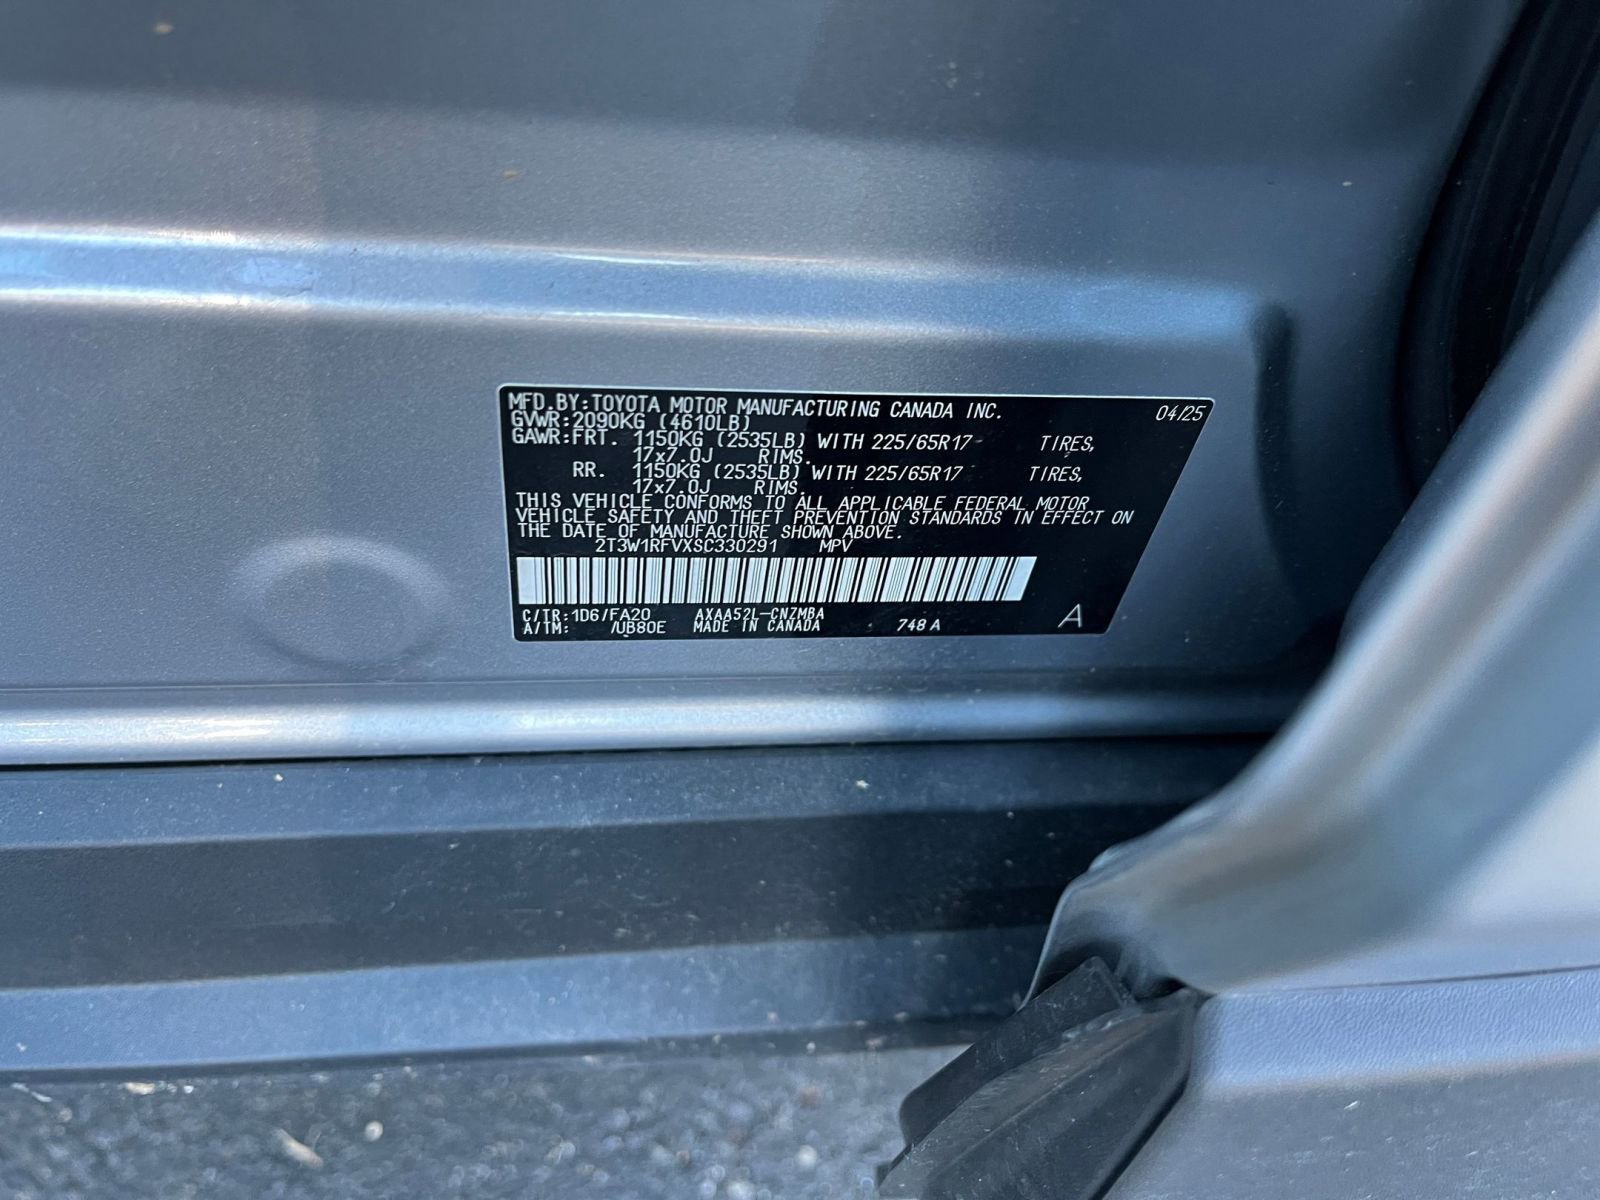 MFD.BY:TOYOTA MOTOR MANUFACTURING CANADA INC. 04/25
GVWR:2090KG (4610LB)
GAWR:FRT. 1150KG (2535LB) WITH 225/65R17 TIRES,
17x7.0J RIMS.
RR. 1150KG (2535LB) WITH 225/65R17 TIRES,
17x7.0J RIMS.
THIS VEHICLE CONFORMS TO ALL APPLICABLE FEDERAL MOTOR
VEHICLE SAFETY AND THEFT PREVENTION STANDARDS IN EFFECT ON
THE DATE OF MANUFACTURE SHOWN ABOVE.
2T3W1RFVXSC330291 MPV
C/TR:1D6/FA20 AXAA52L-CNZMBA
A/TM: /UB80E MADE IN CANADA 748A A